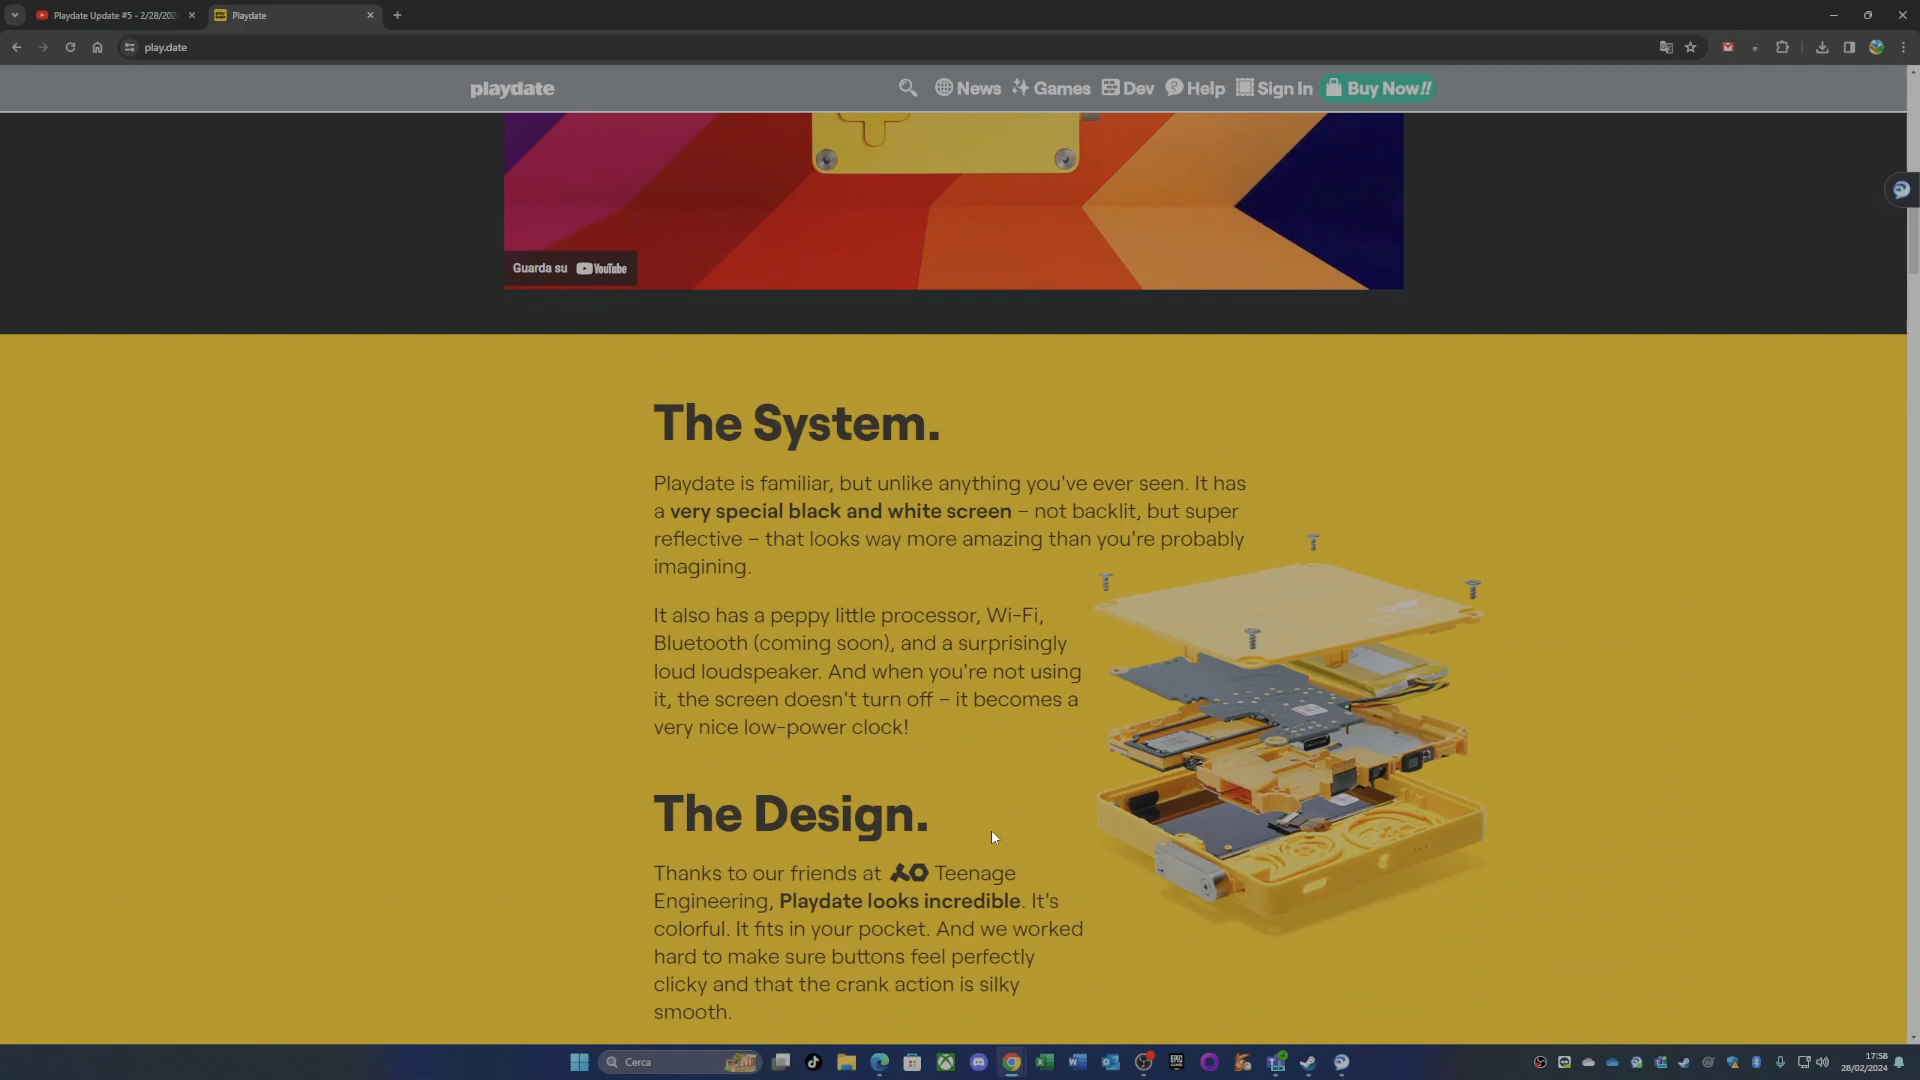 Playdate Update #5 - 2/28/202
Playdate
play.date
playdate
News
Games
Dev
Help
Sign In
Buy Now!!
Guarda su YouTube
The System.
Playdate is familiar, but unlike anything you've ever seen. It has
a very special black and white screen – not backlit, but super
reflective – that looks way more amazing than you're probably
imagining.
It also has a peppy little processor, Wi-Fi,
Bluetooth (coming soon), and a surprisingly
loud loudspeaker. And when you're not using
it, the screen doesn't turn off – it becomes a
very nice low-power clock!
The Design.
Thanks to our friends at Teenage
Engineering, Playdate looks incredible. It's
colorful. It fits in your pocket. And we worked
hard to make sure buttons feel perfectly
clicky and that the crank action is silky
smooth.
Cerca
17:58
28/02/2024